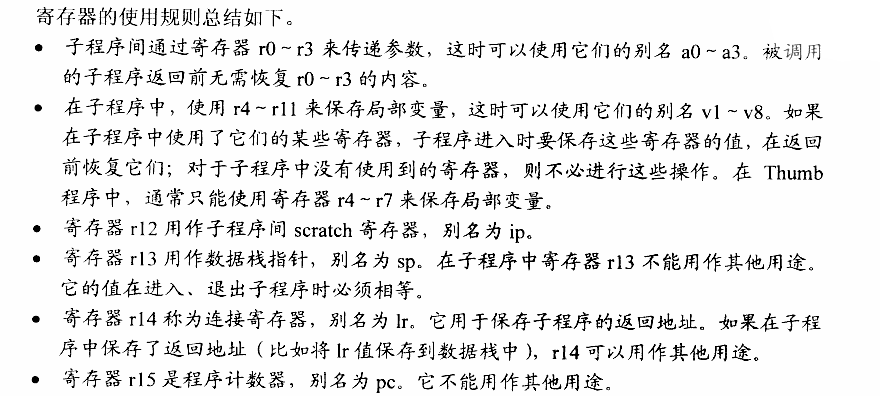 寄存器的使用规则总结如下。
● 子程序间通过寄存器 r0~r3 来传递参数，这时可以使用它们的别名 a0~a3。被调用
的子程序返回前无需恢复 r0~r3 的内容。
● 在子程序中，使用 r4~r11 来保存局部变量，这时可以使用它们的别名 v1~v8。如果
在子程序中使用了它们的某些寄存器，子程序进入时要保存这些寄存器的值，在返回
前恢复它们；对于子程序中没有使用到的寄存器，则不必进行这些操作。在 Thumb
程序中，通常只能使用寄存器 r4~r7 来保存局部变量。
● 寄存器 r12 用作子程序间 scratch 寄存器，别名为 ip。
● 寄存器 r13 用作数据栈指针，别名为 sp。在子程序中寄存器 r13 不能用作其他用途。
它的值在进入、退出子程序时必须相等。
● 寄存器 r14 称为连接寄存器，别名为 lr。它用于保存子程序的返回地址。如果在子程
序中保存了返回地址（比如将 lr 值保存到数据栈中），r14 可以用作其他用途。
● 寄存器 r15 是程序计数器，别名为 pc。它不能用作其他用途。